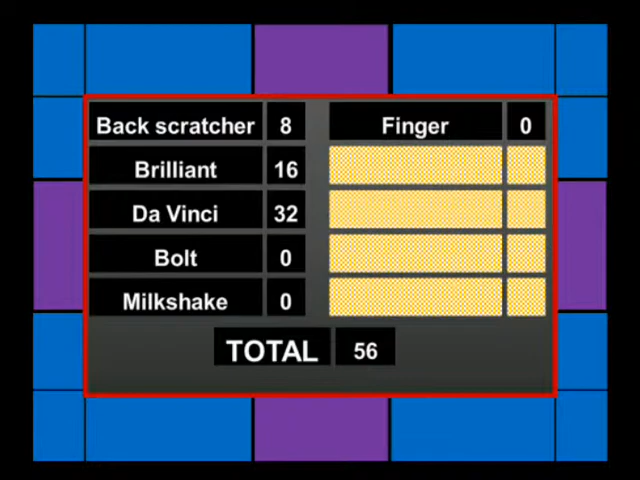 Back scratcher 8
Brilliant 16
Da Vinci 32
Bolt 0
Milkshake 0
Finger 0
TOTAL 56